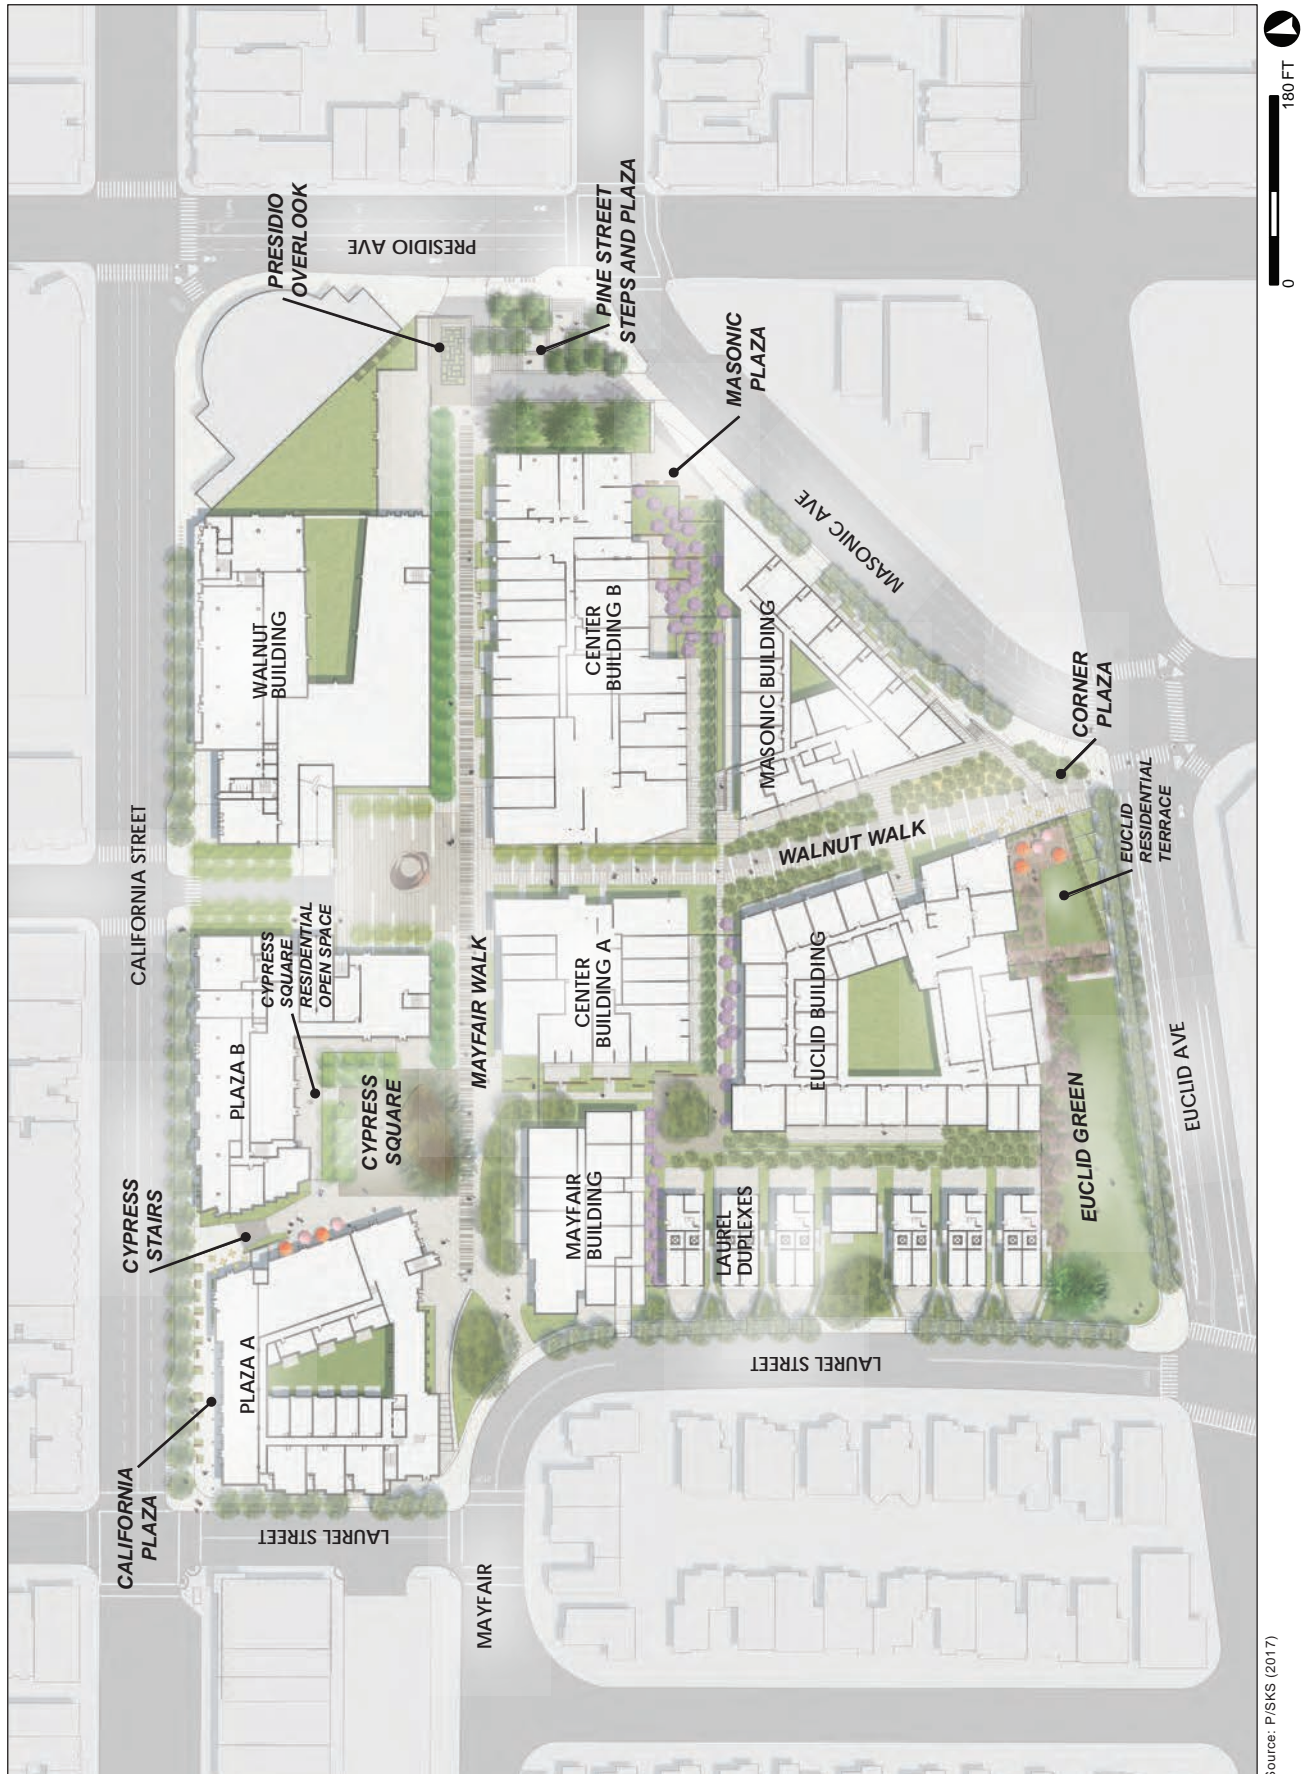 CALIFORNIA STREET
CALIFORNIA
PLAZA
CYPRESS
STAIRS
CYPRESS
SQUARE
RESIDENTIAL
OPEN SPACE
PRESIDIO
OVERLOOK
PRESIDIO AVE
PINE STREET
STEPS AND PLAZA
PLAZA A
PLAZA B
WALNUT
BUILDING
LAUREL STREET
CYPRESS
SQUARE
MAYFAIR
MAYFAIR WALK
MAYFAIR
BUILDING
CENTER
BUILDING A
CENTER
BUILDING B
MASONIC
PLAZA
LAUREL STREET
LAUREL
DUPLEXES
EUCLID BUILDING
WALNUT WALK
MASONIC BUILDING
MASONIC AVE
EUCLID GREEN
EUCLID
RESIDENTIAL
TERRACE
CORNER
PLAZA
EUCLID AVE
0 180 FT
Source: P/SKS (2017)